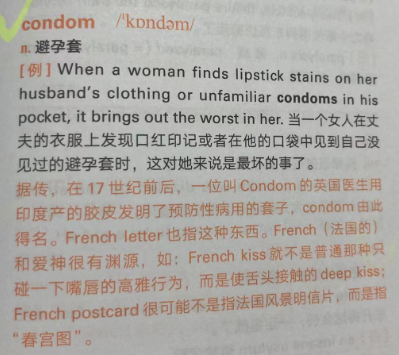 condom /'kɒndəm/
n. 避孕套
[例] When a woman finds lipstick stains on her
husband's clothing or unfamiliar condoms in his
pocket, it brings out the worst in her. 当一个女人在丈
夫的衣服上发现口红印记或者在他的口袋中见到自己没
见过的避孕套时，这对她来说是最坏的事了。
据传，在 17 世纪前后，一位叫 Condom 的英国医生用
印度产的胶皮发明了预防性病用的套子，condom 由此
得名。French letter 也指这种东西。French（法国的）
和爱神很有渊源，如：French kiss 就不是普通那种只
碰一下嘴唇的高雅行为，而是使舌头接触的 deep kiss；
French postcard 很可能不是指法国风景明信片，而是指
“春宫图”。